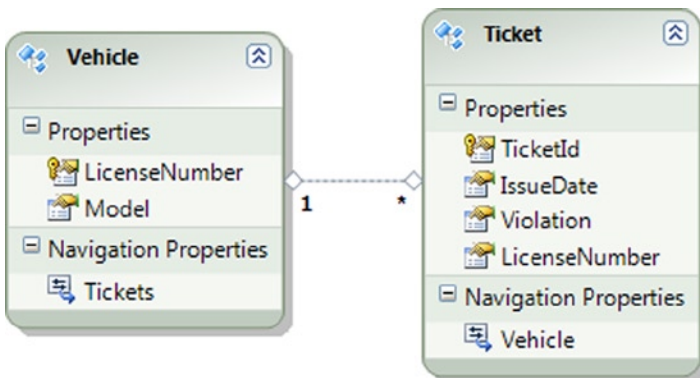 Vehicle
Properties
LicenseNumber
Model
Navigation Properties
Tickets
1
*
Ticket
Properties
TicketId
IssueDate
Violation
LicenseNumber
Navigation Properties
Vehicle